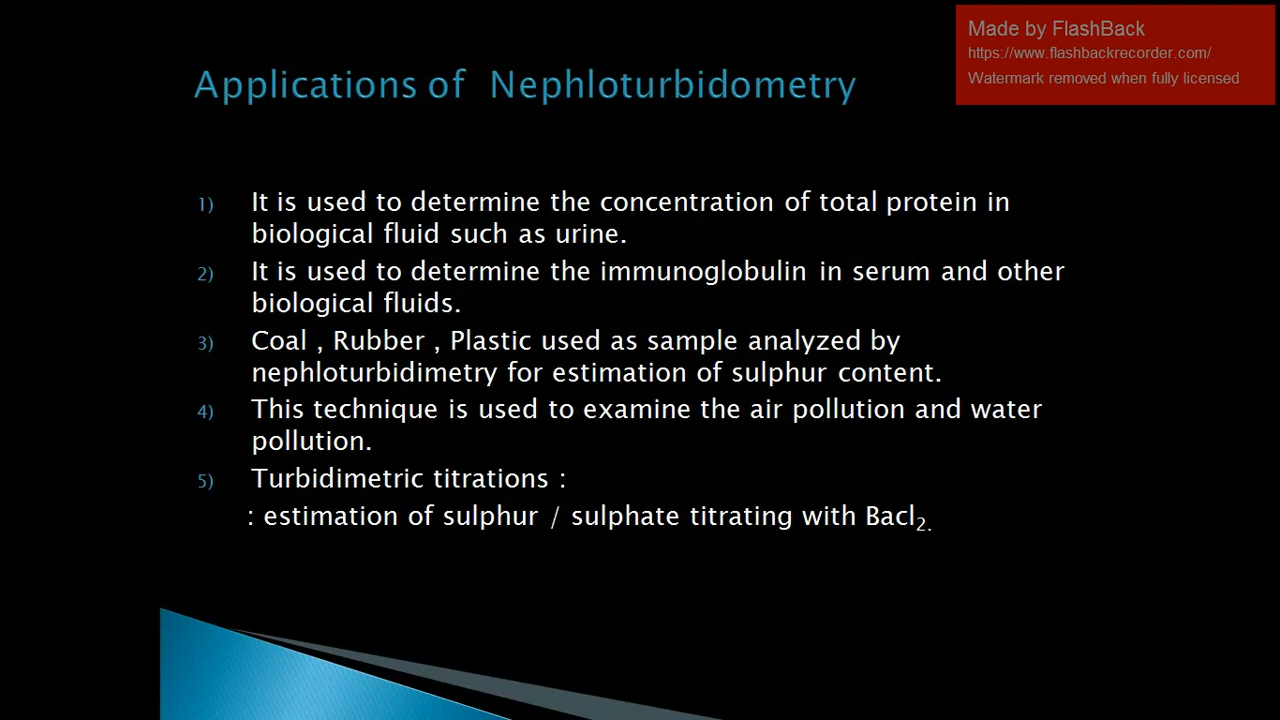 Made by FlashBack
https://www.flashbackrecorder.com/
Watermark removed when fully licensed
Applications of Nephloturbidometry
1) It is used to determine the concentration of total protein in
biological fluid such as urine.
2) It is used to determine the immunoglobulin in serum and other
biological fluids.
3) Coal , Rubber , Plastic used as sample analyzed by
nephloturbidimetry for estimation of sulphur content.
4) This technique is used to examine the air pollution and water
pollution.
5) Turbidimetric titrations :
: estimation of sulphur / sulphate titrating with Bacl₂.